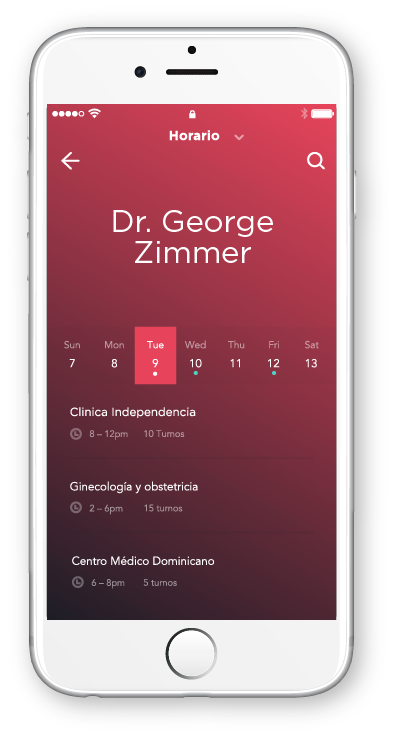 Horario
Dr. George
Zimmer
Sun Mon Tue Wed Thu Fri Sat
7 8 9 10 11 12 13
Clinica Independencia
8 – 12pm 10 Turnos
Ginecología y obstetricia
2 – 6pm 15 turnos
Centro Médico Dominicano
6 – 8pm 5 turnos